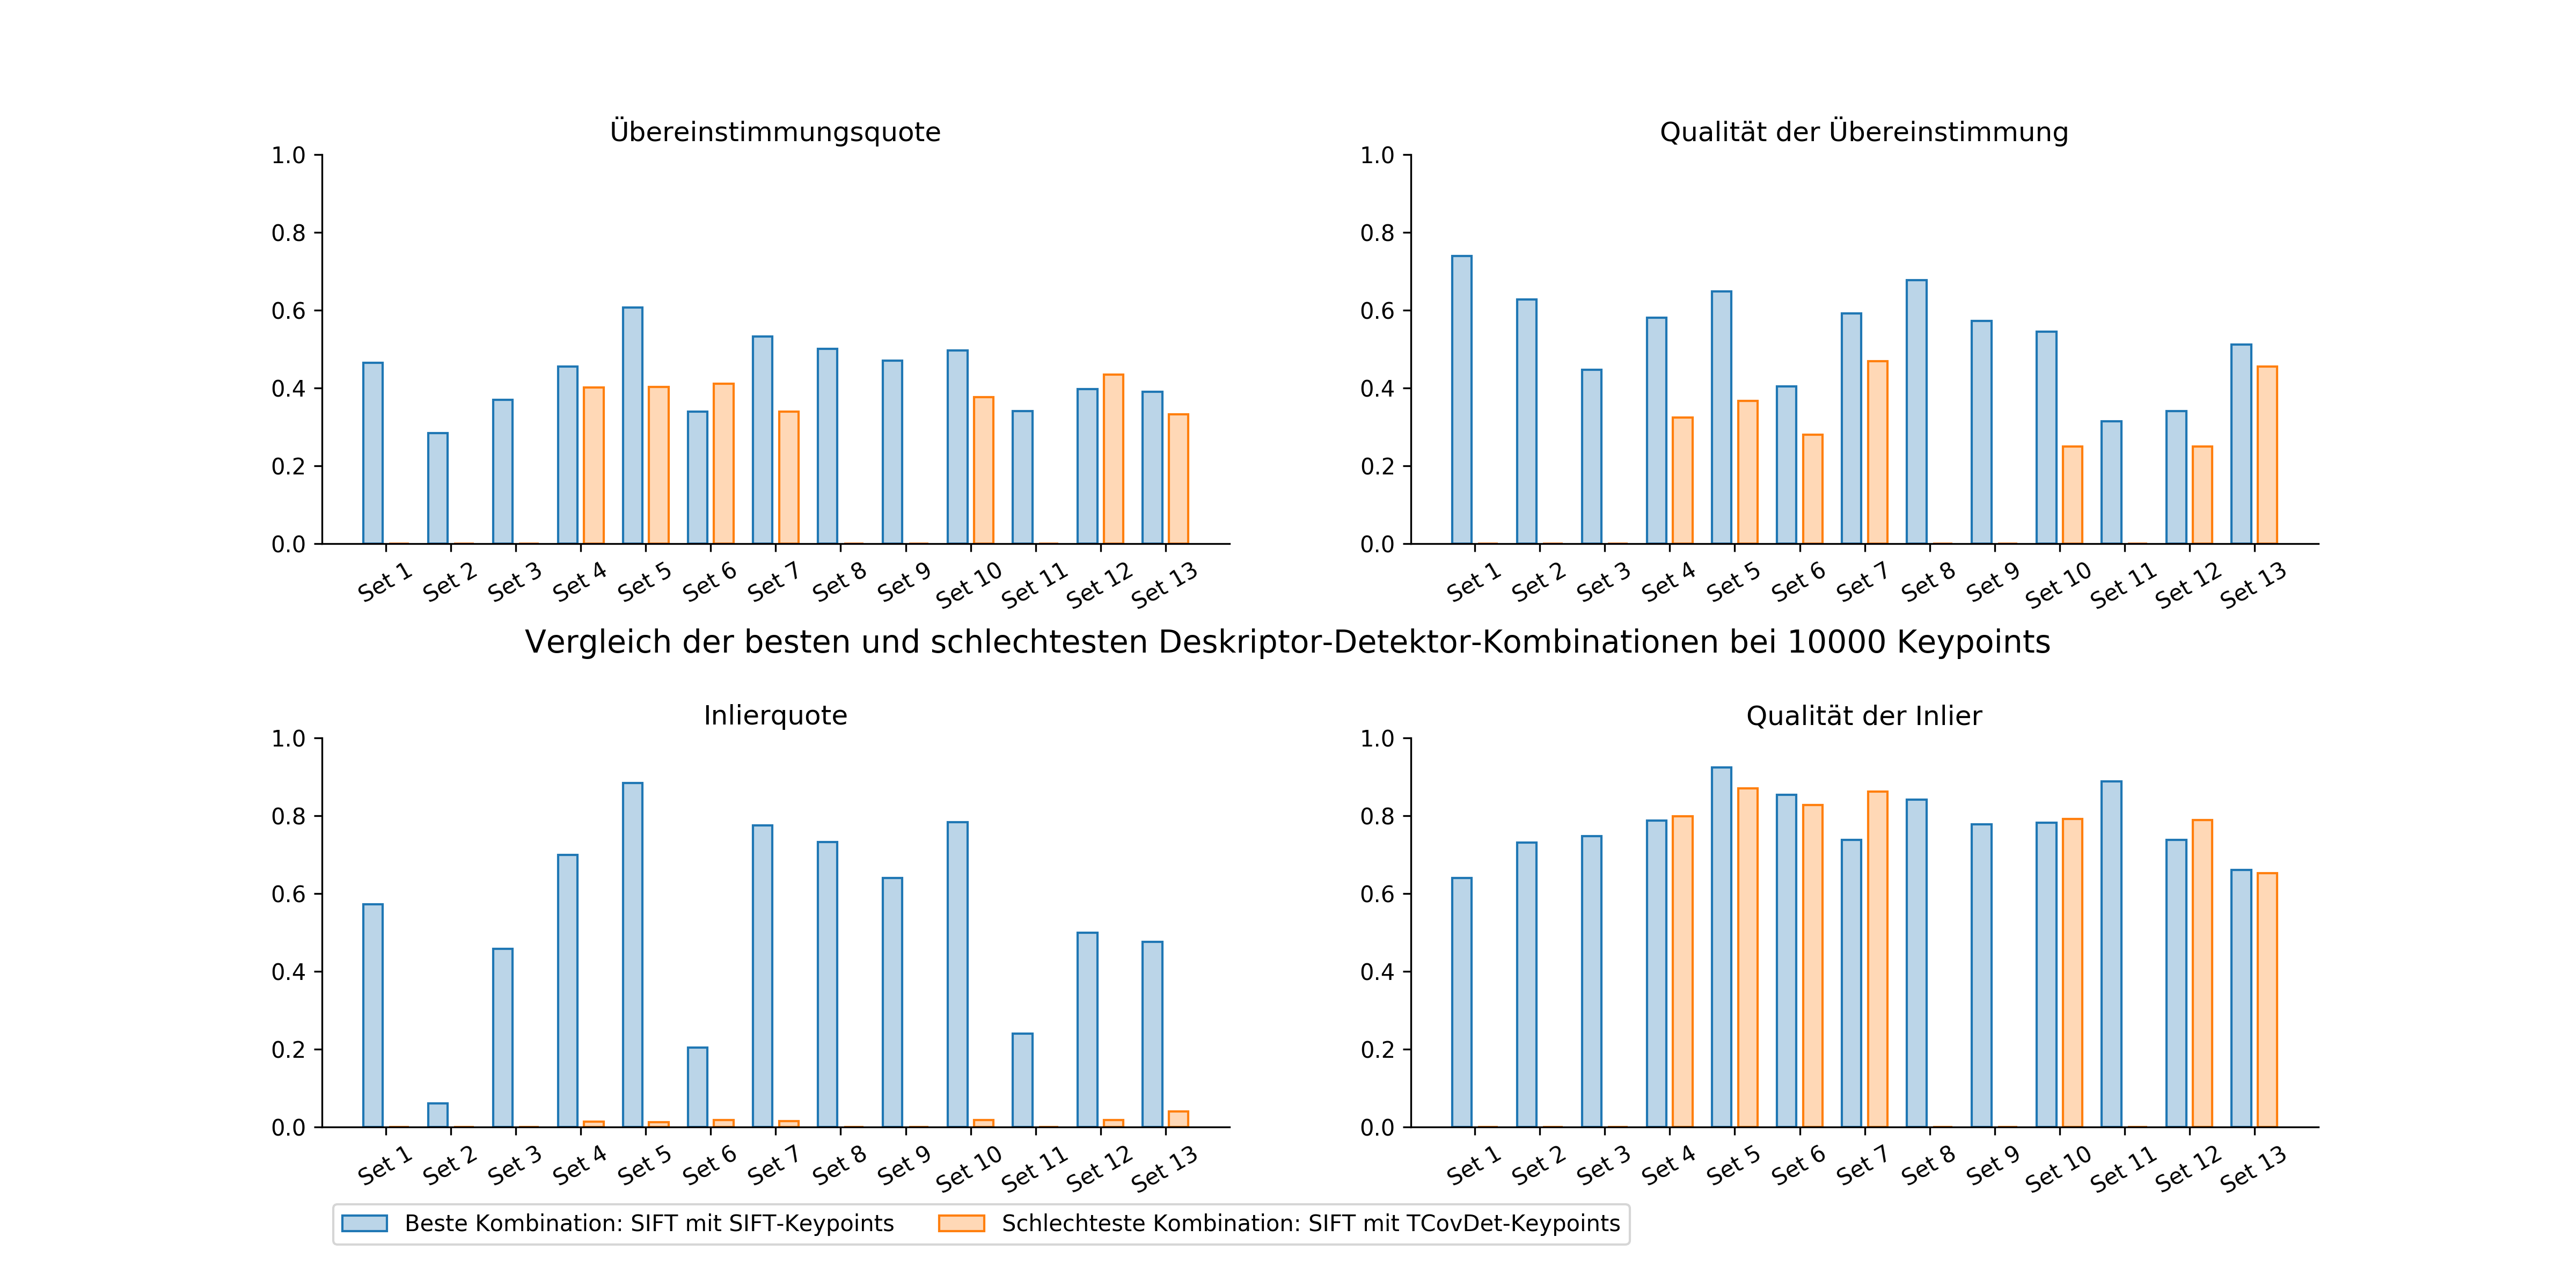 Übereinstimmungsquote
1.0
0.8
0.6
0.4
0.2
0.0
Set 1 Set 2 Set 3 Set 4 Set 5 Set 6 Set 7 Set 8 Set 9 Set 10 Set 11 Set 12 Set 13
Qualität der Übereinstimmung
1.0
0.8
0.6
0.4
0.2
0.0
Set 1 Set 2 Set 3 Set 4 Set 5 Set 6 Set 7 Set 8 Set 9 Set 10 Set 11 Set 12 Set 13
Vergleich der besten und schlechtesten Deskriptor-Detektor-Kombinationen bei 10000 Keypoints
Inlierquote
1.0
0.8
0.6
0.4
0.2
0.0
Set 1 Set 2 Set 3 Set 4 Set 5 Set 6 Set 7 Set 8 Set 9 Set 10 Set 11 Set 12 Set 13
Qualität der Inlier
1.0
0.8
0.6
0.4
0.2
0.0
Set 1 Set 2 Set 3 Set 4 Set 5 Set 6 Set 7 Set 8 Set 9 Set 10 Set 11 Set 12 Set 13
Beste Kombination: SIFT mit SIFT-Keypoints Schlechteste Kombination: SIFT mit TCovDet-Keypoints